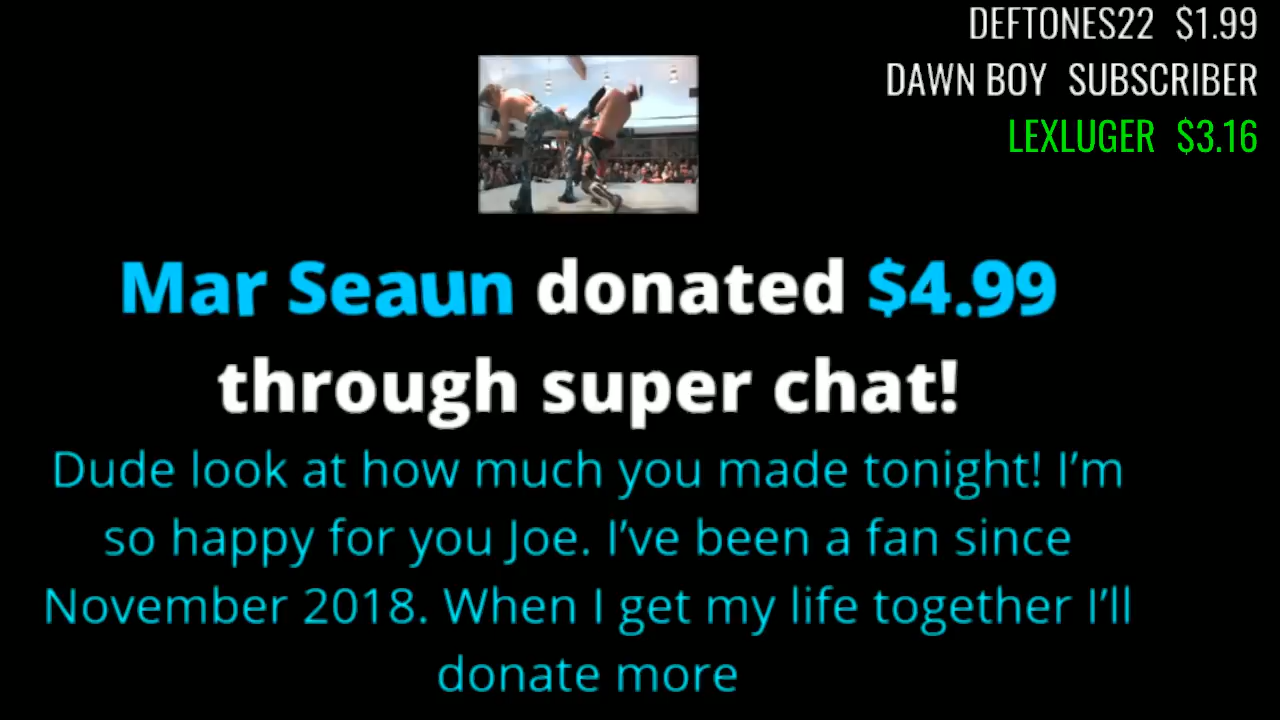 DEFTONES22 $1.99
DAWN BOY SUBSCRIBER
LEXLUGER $3.16
Mar Seaun donated $4.99
through super chat!
Dude look at how much you made tonight! I’m
so happy for you Joe. I’ve been a fan since
November 2018. When I get my life together I’ll
donate more